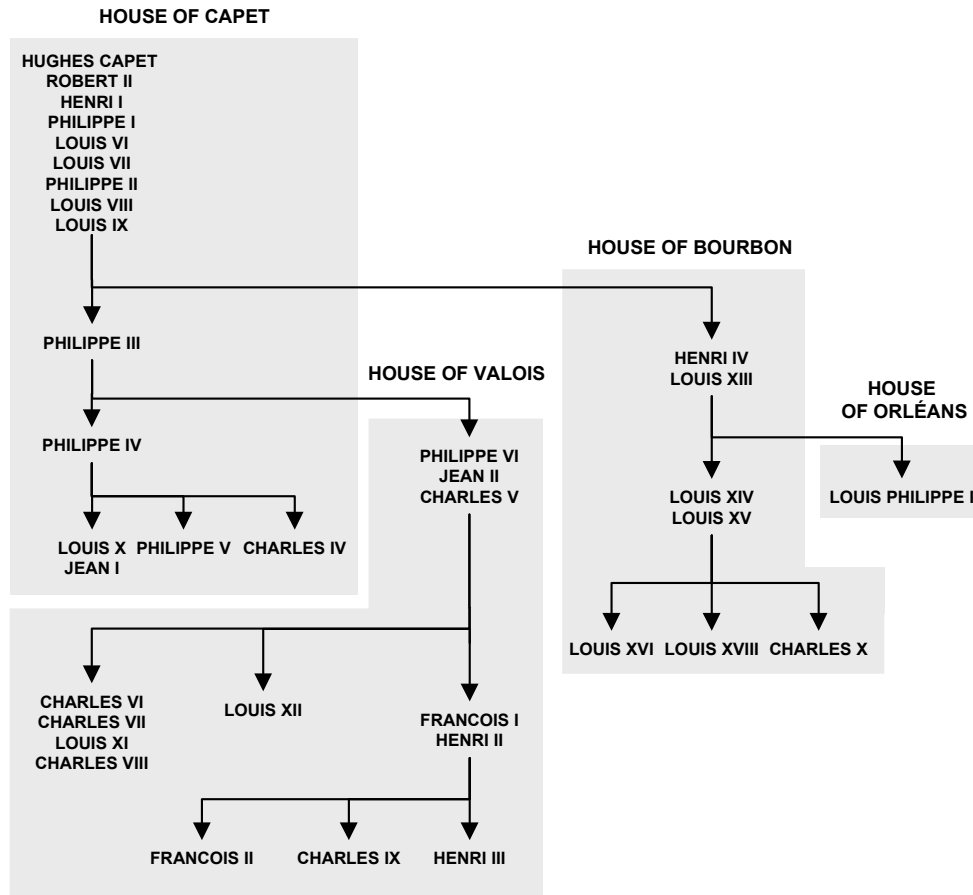 HOUSE OF CAPET
HUGHES CAPET
ROBERT II
HENRI I
PHILIPPE I
LOUIS VI
LOUIS VII
PHILIPPE II
LOUIS VIII
LOUIS IX
PHILIPPE III
PHILIPPE IV
LOUIS X
JEAN I
PHILIPPE V
CHARLES IV
HOUSE OF VALOIS
PHILIPPE VI
JEAN II
CHARLES V
CHARLES VI
CHARLES VII
LOUIS XI
CHARLES VIII
LOUIS XII
FRANCOIS I
HENRI II
FRANCOIS II
CHARLES IX
HENRI III
HOUSE OF BOURBON
HENRI IV
LOUIS XIII
LOUIS XIV
LOUIS XV
LOUIS XVI
LOUIS XVIII
CHARLES X
HOUSE
OF ORLÉANS
LOUIS PHILIPPE I